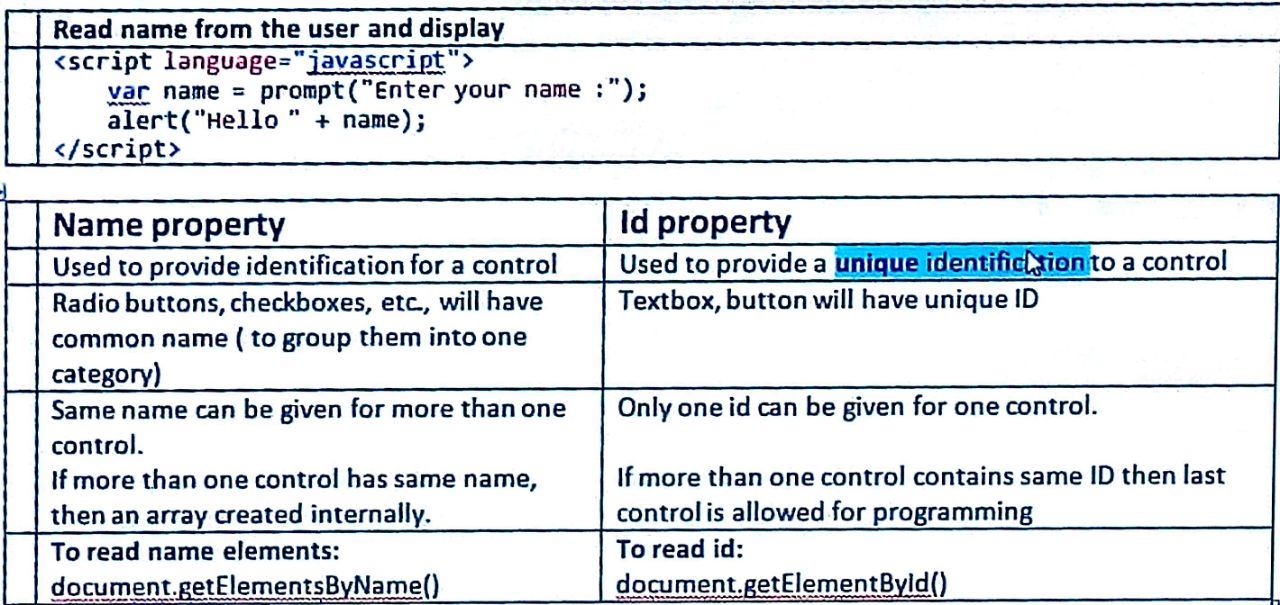 Read name from the user and display
<script language="javascript">
var name = prompt("Enter your name :");
alert("Hello " + name);
</script>
Name property
Id property
Used to provide identification for a control
Used to provide a unique identification to a control
Radio buttons, checkboxes, etc., will have
common name ( to group them into one
category)
Textbox, button will have unique ID
Same name can be given for more than one
control.
If more than one control has same name,
then an array created internally.
Only one id can be given for one control.
If more than one control contains same ID then last
control is allowed for programming
To read name elements:
document.getElementsByName()
To read id:
document.getElementById()